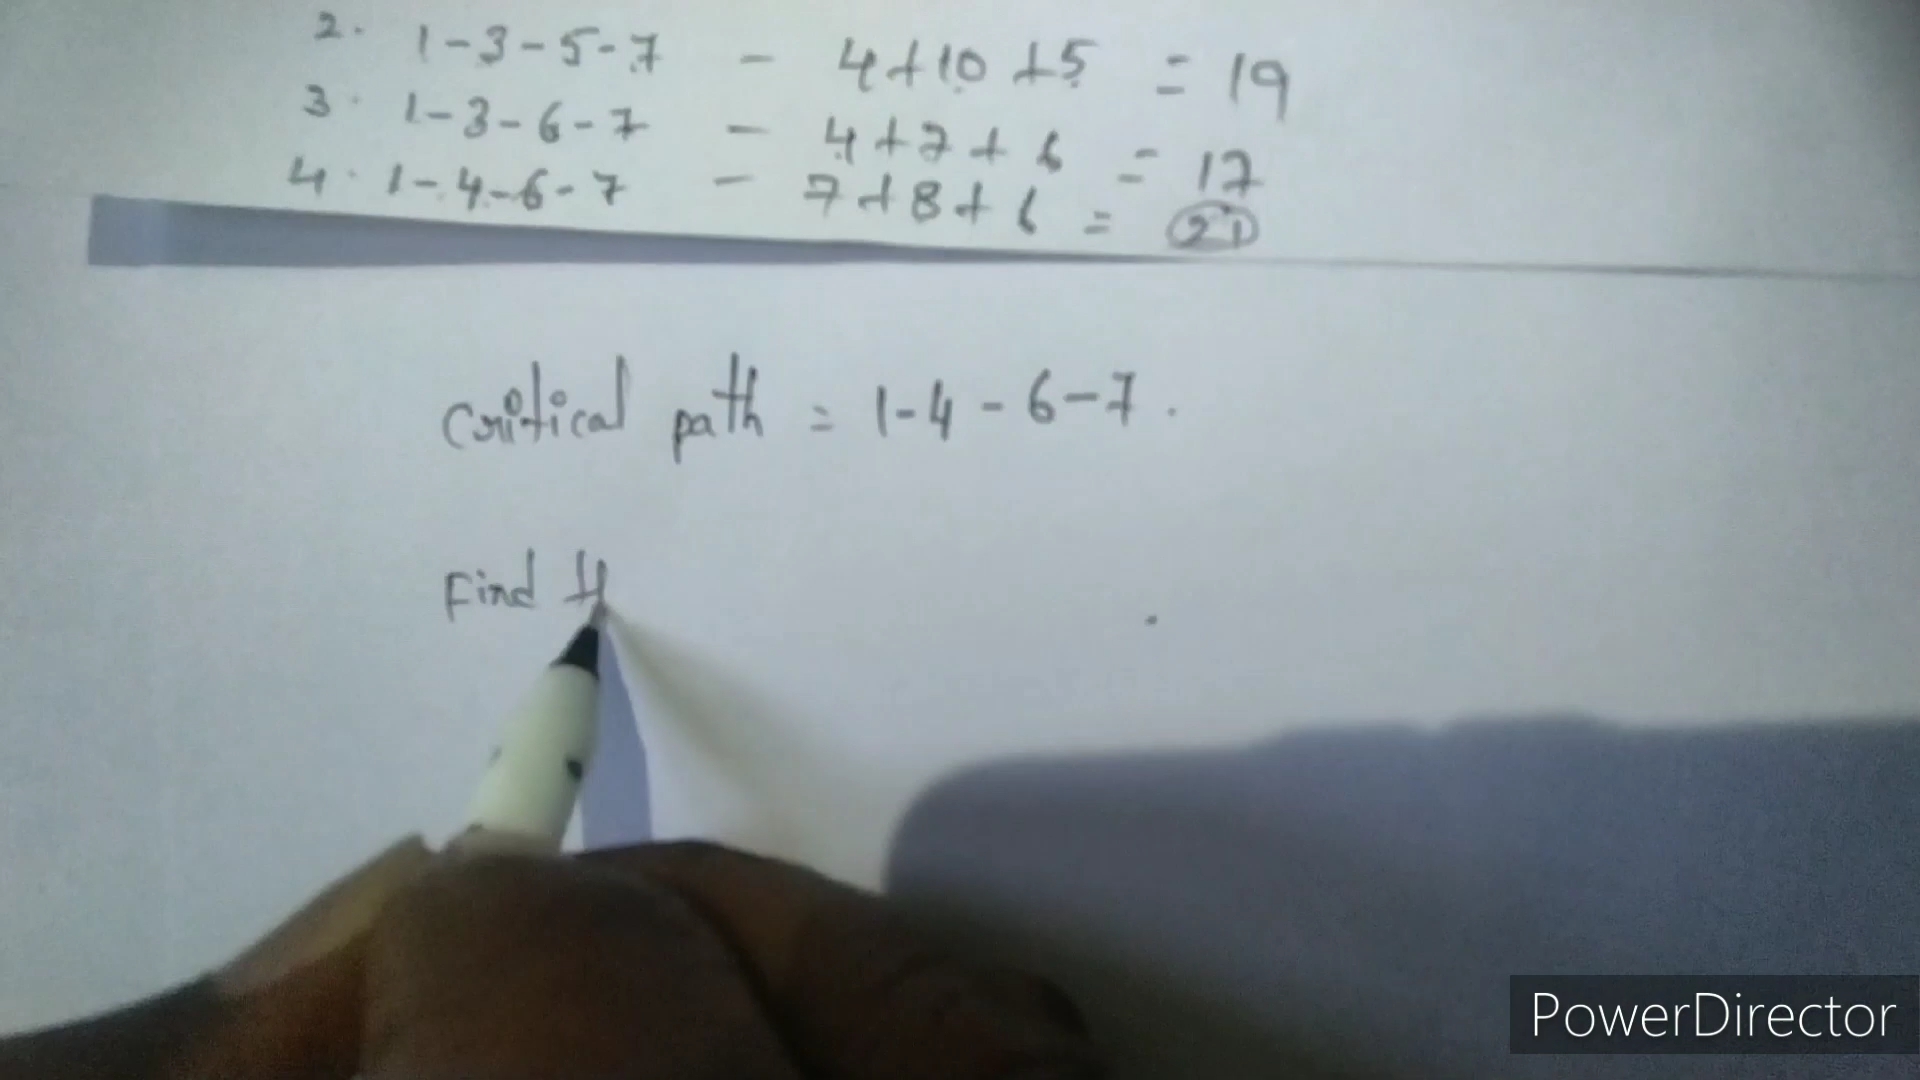 2. 1-3-5-7 - 4+10+5 = 19
3. 1-3-6-7 - 4+7+6 = 17
4. 1-4-6-7 - 7+8+6 = 21
Critical path = 1-4-6-7.
Find
PowerDirector